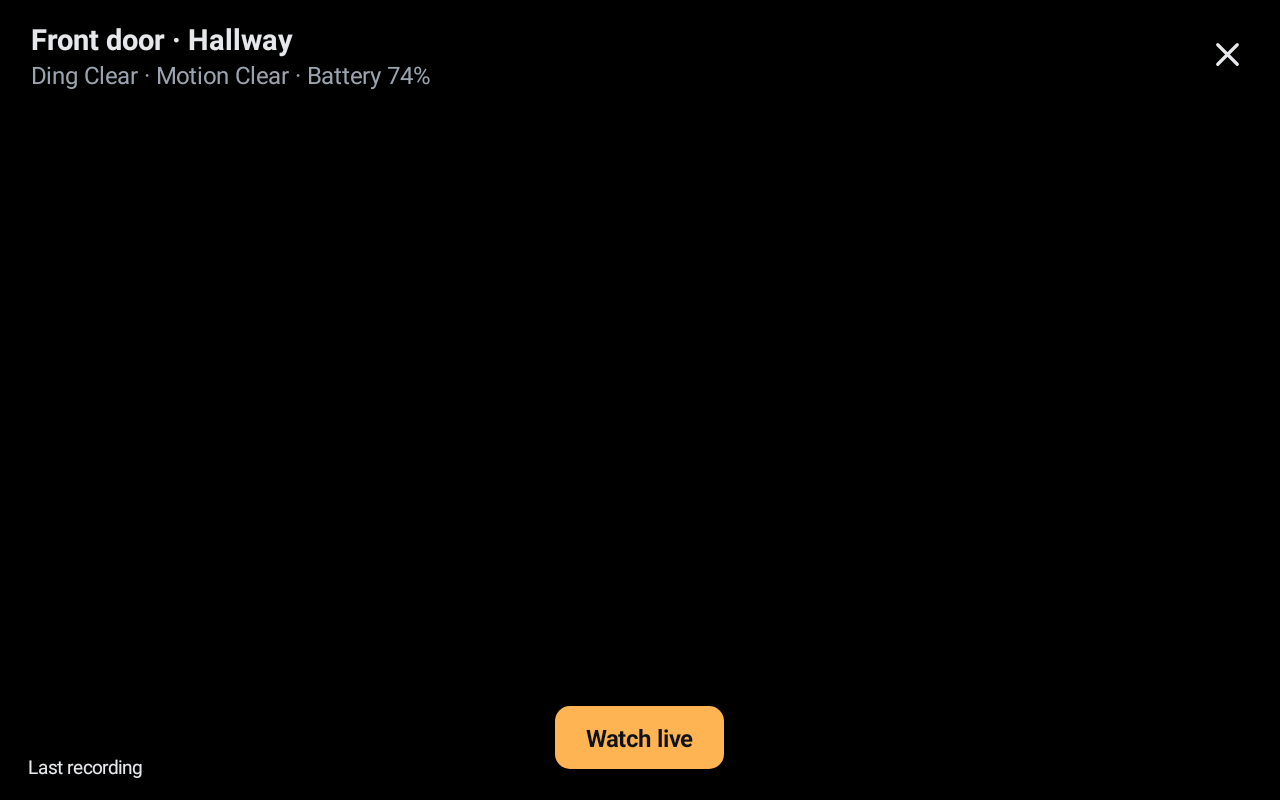 Front door · Hallway
Ding Clear · Motion Clear · Battery 74%
Watch live
Last recording